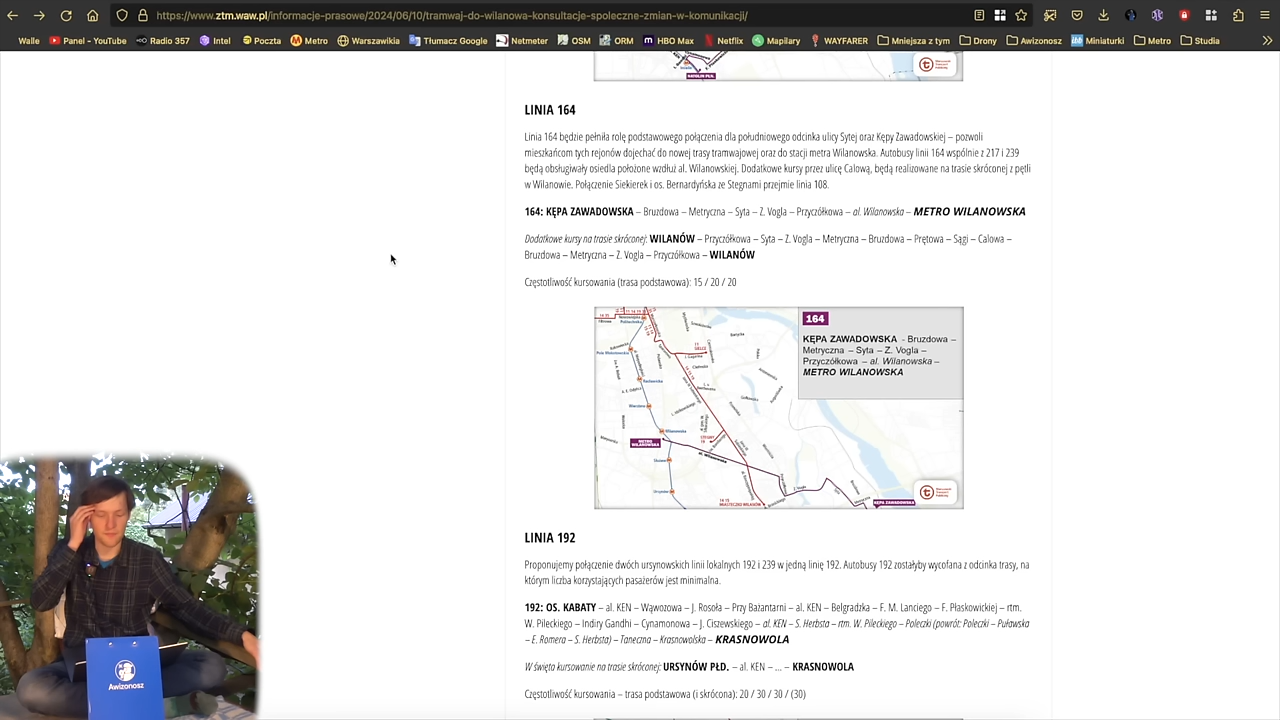 https://www.ztm.waw.pl/informacje-prasowe/2024/06/10/tramwaj-do-wilanowa-konsultacje-spoleczne-zmian-w-komunikacji/
Walle Panel - YouTube Radio 357 Intel Poczta Metro Warszawikia Tłumacz Google Netmeter OSM ORM HBO Max Netflix Mapilary WAYFARER Mniejsza z tym Drony Awizonosz Miniaturki Metro Studia
NATOLIN PŁN.
LINIA 164
Linia 164 będzie pełniła rolę podstawowego połączenia dla południowego odcinka ulicy Sytej oraz Kępy Zawadowskiej – pozwoli
mieszkańcom tych rejonów dojechać do nowej trasy tramwajowej oraz do stacji metra Wilanowska. Autobusy linii 164 wspólnie z 217 i 239
będą obsługiwały osiedla położone wzdłuż al. Wilanowskiej. Dodatkowe kursy przez ulicę Calową, będą realizowane na trasie skróconej z pętli
w Wilanowie. Połączenie Siekierek i os. Bernardyńska ze Stegnami przejmie linia 108.
164: KĘPA ZAWADOWSKA – Bruzdowa – Metryczna – Syta – Z. Vogla – Przyczółkowa – al. Wilanowska – METRO WILANOWSKA
Dodatkowe kursy na trasie skróconej: WILANÓW – Przyczółkowa – Syta – Z. Vogla – Metryczna – Bruzdowa – Prętowa – Sągi – Calowa –
Bruzdowa – Metryczna – Z. Vogla – Przyczółkowa – WILANÓW
Częstotliwość kursowania (trasa podstawowa): 15 / 20 / 20
164
KĘPA ZAWADOWSKA - Bruzdowa –
Metryczna – Syta – Z. Vogla –
Przyczółkowa – al. Wilanowska –
METRO WILANOWSKA
METRO WILANOWSKA
al. Wilanowska
KĘPA ZAWADOWSKA
LINIA 192
Proponujemy połączenie dwóch ursynowskich linii lokalnych 192 i 239 w jedną linię 192. Autobusy 192 zostałyby wycofana z odcinka trasy, na
którym liczba korzystających pasażerów jest minimalna.
192: OS. KABATY – al. KEN – Wąwozowa – J. Rosoła – Przy Bażantarni – al. KEN – Belgradzka – F. M. Lanciego – F. Płaskowickiej – rtm.
W. Pileckiego – Indiry Gandhi – Cynamonowa – J. Ciszewskiego – al. KEN – S. Herbsta – rtm. W. Pileckiego – Poleczki (powrót: Poleczki – Puławska
– E. Romera – S. Herbsta) – Taneczna – Krasnowolska – KRASNOWOLA
W święta kursowanie na trasie skróconej: URSYNÓW PŁD. – al. KEN – ... – KRASNOWOLA
Częstotliwość kursowania – trasa podstawowa (i skrócona): 20 / 30 / 30 / (30)
Awizonosz